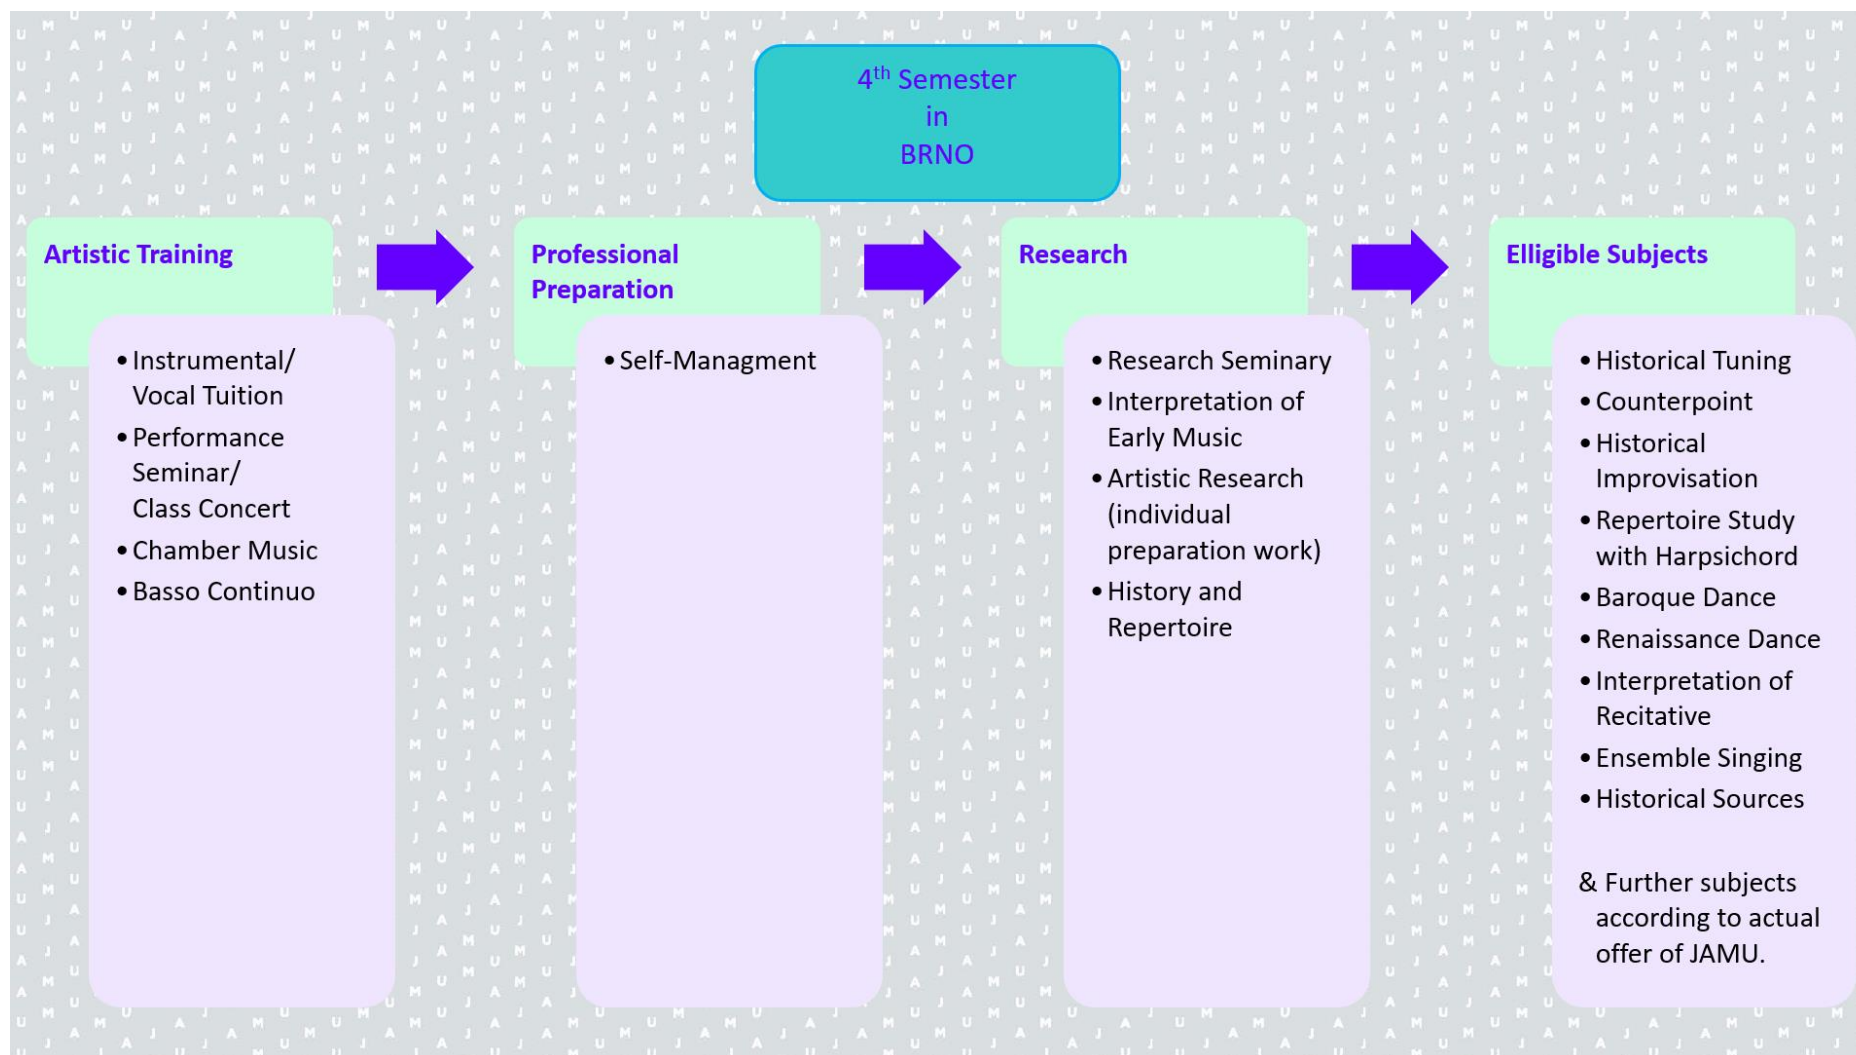 4th Semester
in
BRNO
Artistic Training
• Instrumental/
Vocal Tuition
• Performance
Seminar/
Class Concert
• Chamber Music
• Basso Continuo
Professional
Preparation
• Self-Managment
Research
• Research Seminary
• Interpretation of
Early Music
• Artistic Research
(individual
preparation work)
• History and
Repertoire
Elligible Subjects
• Historical Tuning
• Counterpoint
• Historical
Improvisation
• Repertoire Study
with Harpsichord
• Baroque Dance
• Renaissance Dance
• Interpretation of
Recitative
• Ensemble Singing
• Historical Sources
& Further subjects
according to actual
offer of JAMU.